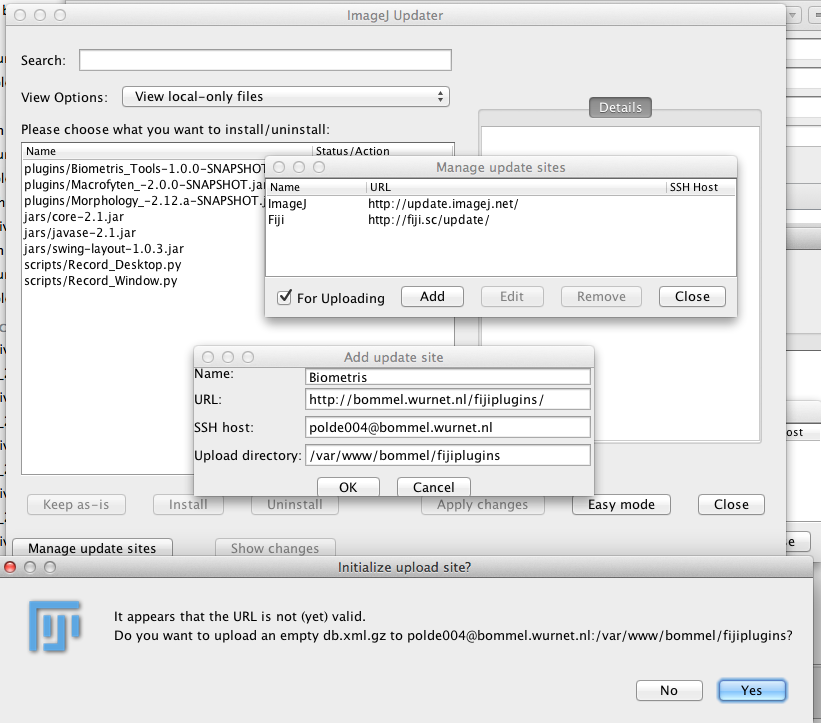 ImageJ Updater
Search:
View Options:
View local-only files
Please choose what you want to install/uninstall:
Details
Name Status/Action
plugins/Biometris_Tools-1.0.0-SNAPSHOT
plugins/Macrofyten_-2.0.0-SNAPSHOT.jar
plugins/Morphology_-2.12.a-SNAPSHOT.j
jars/core-2.1.jar
jars/javase-2.1.jar
jars/swing-layout-1.0.3.jar
scripts/Record_Desktop.py
scripts/Record_Window.py
Manage update sites
Name URL SSH Host
ImageJ http://update.imagej.net/
Fiji http://fiji.sc/update/
For Uploading Add Edit Remove Close
Add update site
Name: Biometris
URL: http://bommel.wurnet.nl/fijiplugins/
SSH host: polde004@bommel.wurnet.nl
Upload directory: /var/www/bommel/fijiplugins
OK Cancel
Keep as-is Install Uninstall Apply changes Easy mode Close
Manage update sites Show changes
Initialize upload site?
It appears that the URL is not (yet) valid.
Do you want to upload an empty db.xml.gz to polde004@bommel.wurnet.nl:/var/www/bommel/fijiplugins?
No Yes